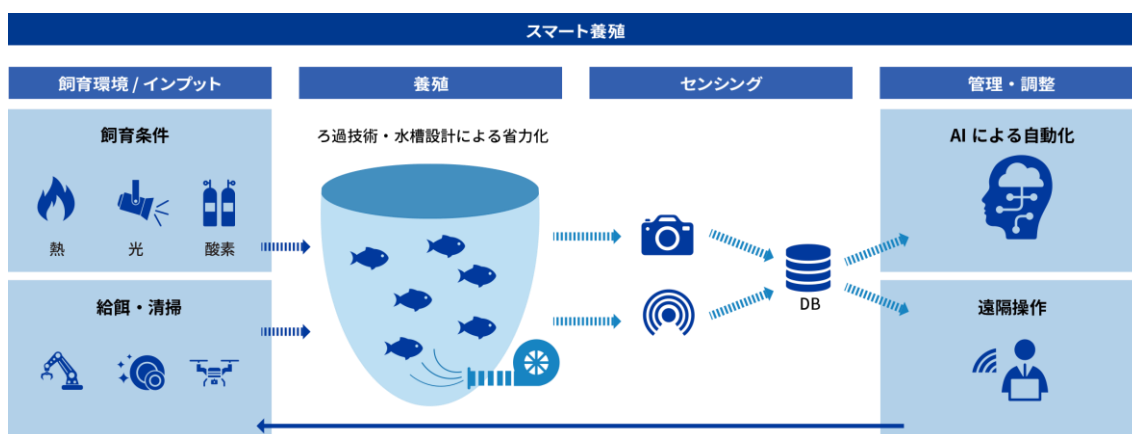 スマート養殖
飼育環境 / インプット
養殖
センシング
管理・調整
飼育条件
熱
光
酸素
給餌・清掃
ろ過技術・水槽設計による省力化
DB
AI による自動化
遠隔操作